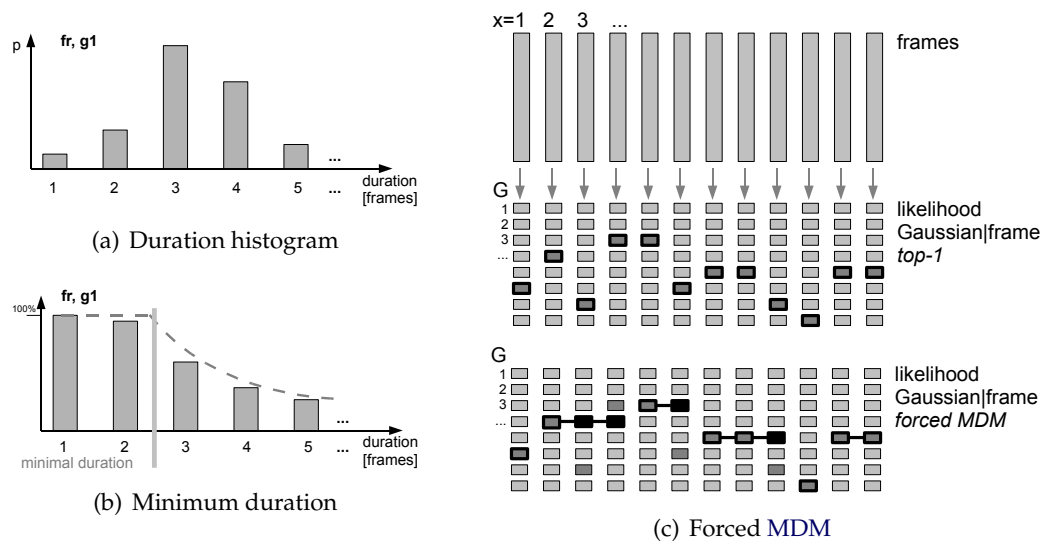 fr, g1
p
1 2 3 4 5 ...
...
duration
[frames]
(a) Duration histogram
fr, g1
100%
1 2 3 4 5 ...
...
duration
[frames]
minimal duration
(b) Minimum duration
x=1 2 3 ...
frames
G
1
2
3
...
likelihood
Gaussian|frame
top-1
G
1
2
3
...
likelihood
Gaussian|frame
forced MDM
(c) Forced MDM